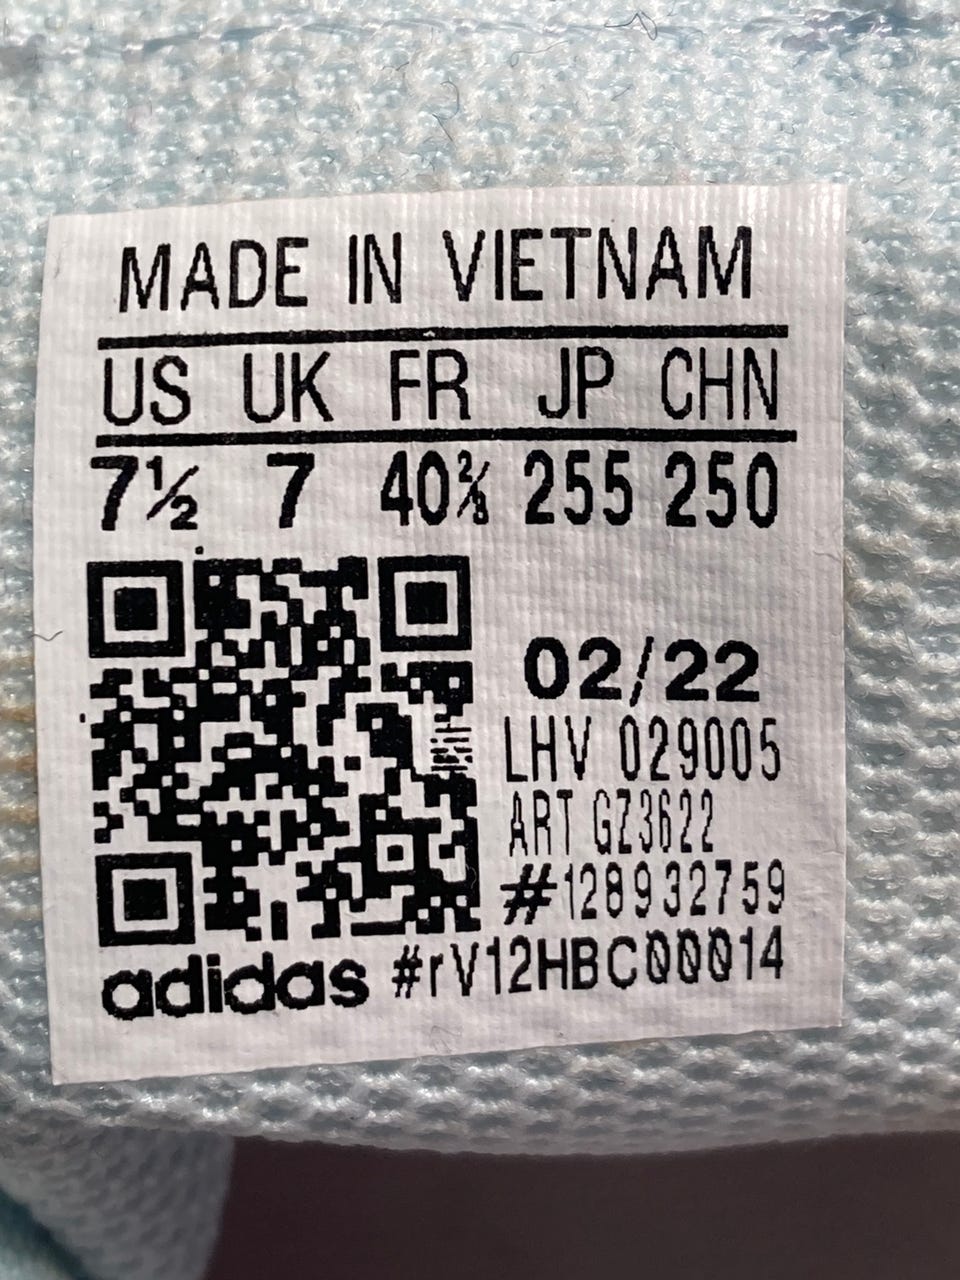 MADE IN VIETNAM
US UK FR JP CHN
7½ 7 40⅔ 255 250
02/22
LHV 029005
ART GZ3622
#128932759
adidas #rV12HBC00014